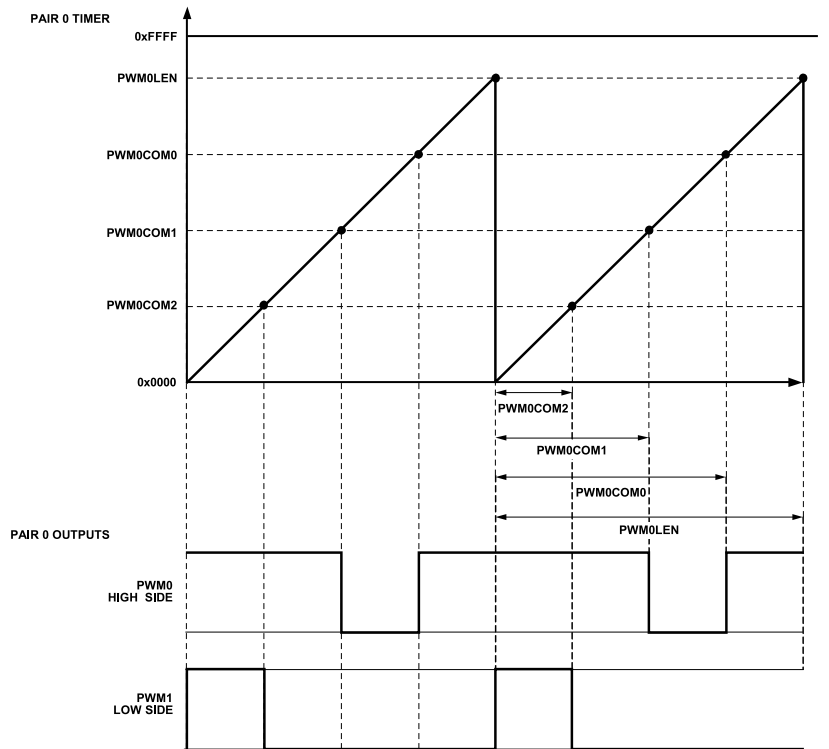 PAIR 0 TIMER
0xFFFF
PWM0LEN
PWM0COM0
PWM0COM1
PWM0COM2
0x0000
PWM0COM2
PWM0COM1
PWM0COM0
PWM0LEN
PAIR 0 OUTPUTS
PWM0
HIGH SIDE
PWM1
LOW SIDE